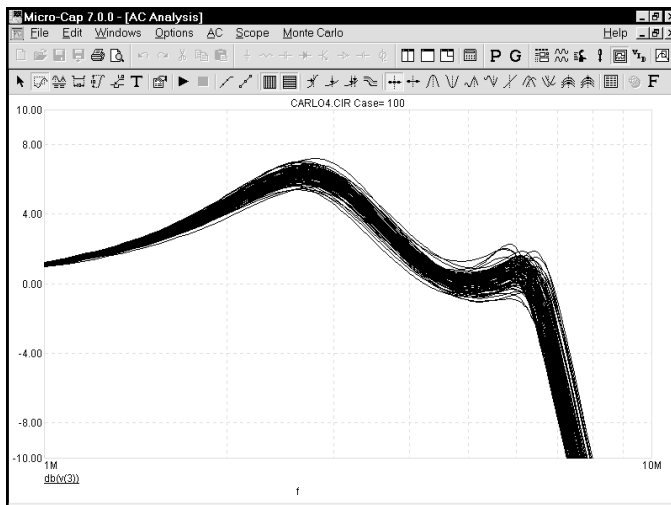 Micro-Cap 7.0.0 - [AC Analysis]
File Edit Windows Options AC Scope Monte Carlo Help
P G
T F
CARLO4.CIR Case= 100
10.00
8.00
4.00
0.00
-4.00
-8.00
-10.00
1M 10M
db(v(3))
f